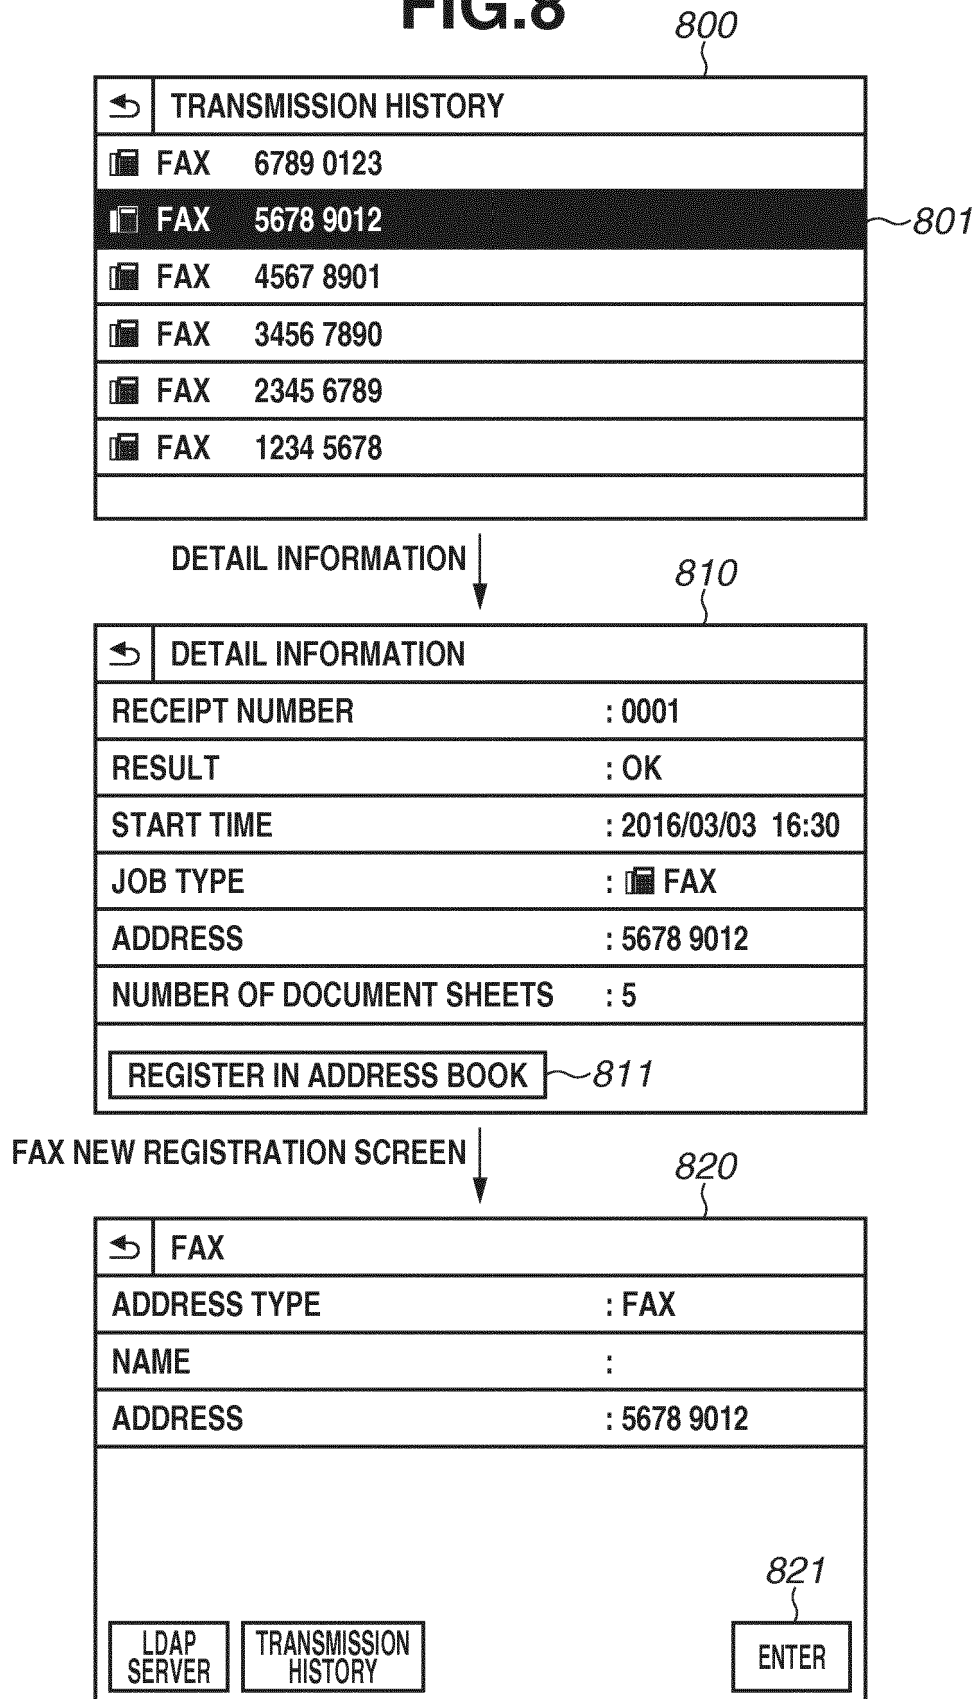 FIG.8
800
TRANSMISSION HISTORY
FAX 6789 0123
FAX 5678 9012
801
FAX 4567 8901
FAX 3456 7890
FAX 2345 6789
FAX 1234 5678
DETAIL INFORMATION
810
DETAIL INFORMATION
RECEIPT NUMBER : 0001
RESULT : OK
START TIME : 2016/03/03 16:30
JOB TYPE : FAX
ADDRESS : 5678 9012
NUMBER OF DOCUMENT SHEETS : 5
REGISTER IN ADDRESS BOOK
811
FAX NEW REGISTRATION SCREEN
820
FAX
ADDRESS TYPE : FAX
NAME :
ADDRESS : 5678 9012
821
LDAP
SERVER
TRANSMISSION
HISTORY
ENTER